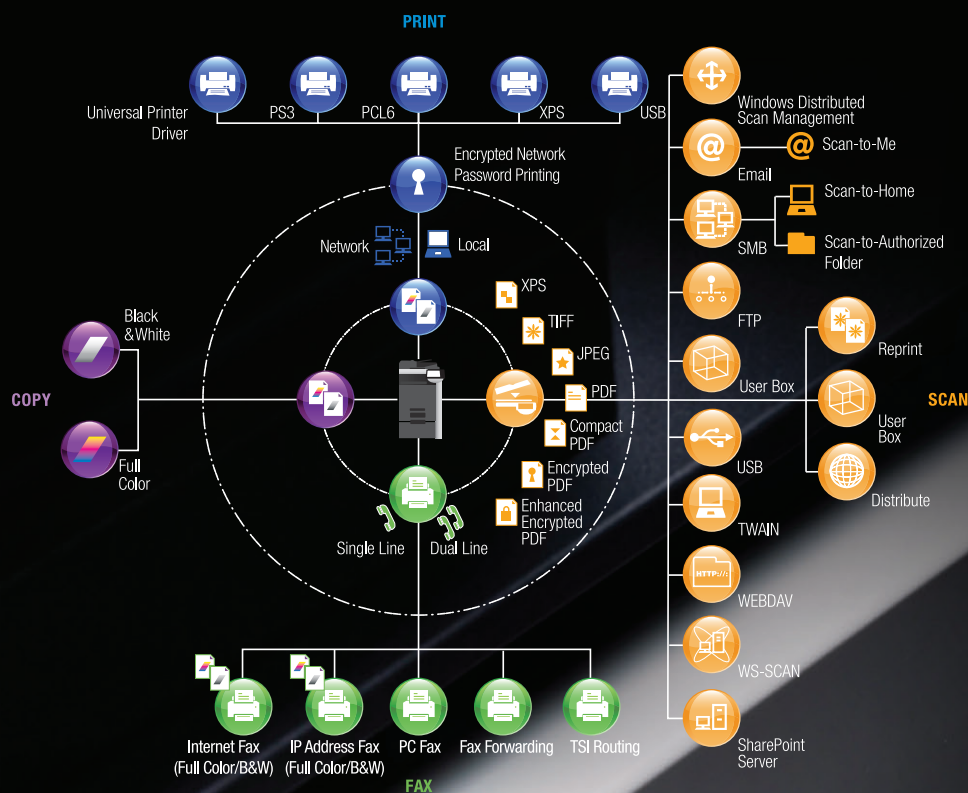 PRINT
Universal Printer
Driver
PS3
PCL6
XPS
USB
Encrypted Network
Password Printing
Network
Local
Windows Distributed
Scan Management
Email
Scan-to-Me
SMB
Scan-to-Home
Scan-to-Authorized
Folder
FTP
User Box
Reprint
User
Box
Distribute
USB
TWAIN
HTTP://:
WEBDAV
WS-SCAN
SharePoint
Server
SCAN
XPS
TIFF
JPEG
PDF
Compact
PDF
Encrypted
PDF
Enhanced
Encrypted
PDF
COPY
Black
& White
Full
Color
Single Line
Dual Line
Internet Fax
(Full Color/B&W)
IP Address Fax
(Full Color/B&W)
PC Fax
Fax Forwarding
TSI Routing
FAX